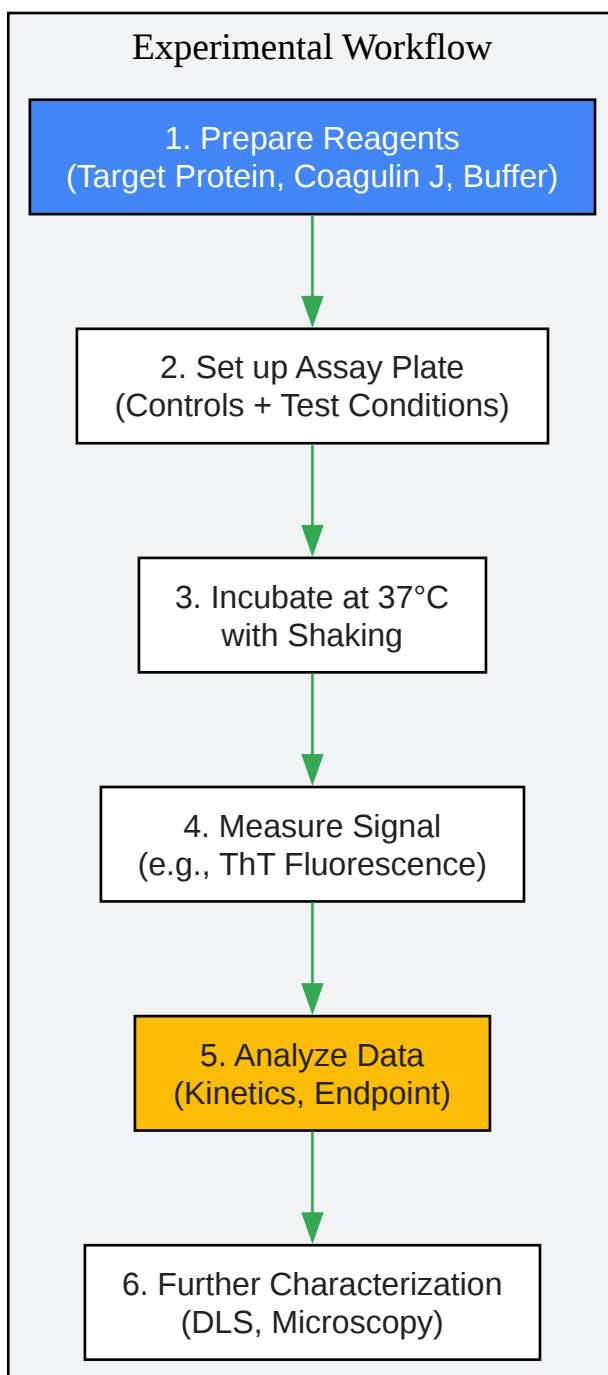 Experimental Workflow
1. Prepare Reagents
(Target Protein, Coagulin J, Buffer)
2. Set up Assay Plate
(Controls + Test Conditions)
3. Incubate at 37°C
with Shaking
4. Measure Signal
(e.g., ThT Fluorescence)
5. Analyze Data
(Kinetics, Endpoint)
6. Further Characterization
(DLS, Microscopy)